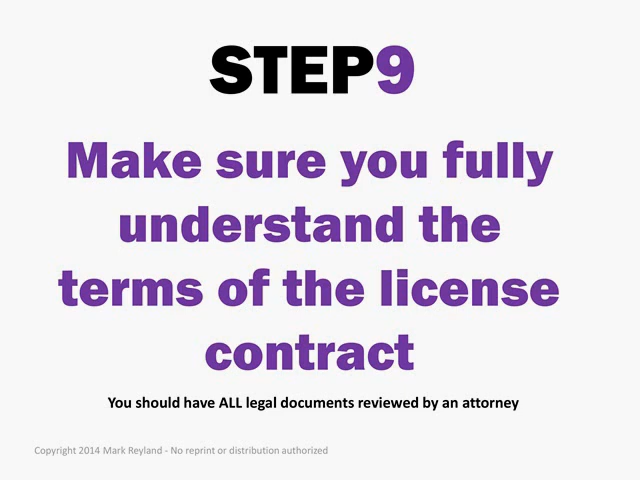 STEP9
Make sure you fully
understand the
terms of the license
contract
You should have ALL legal documents reviewed by an attorney
Copyright 2014 Mark Reyland - No reprint or distribution authorized